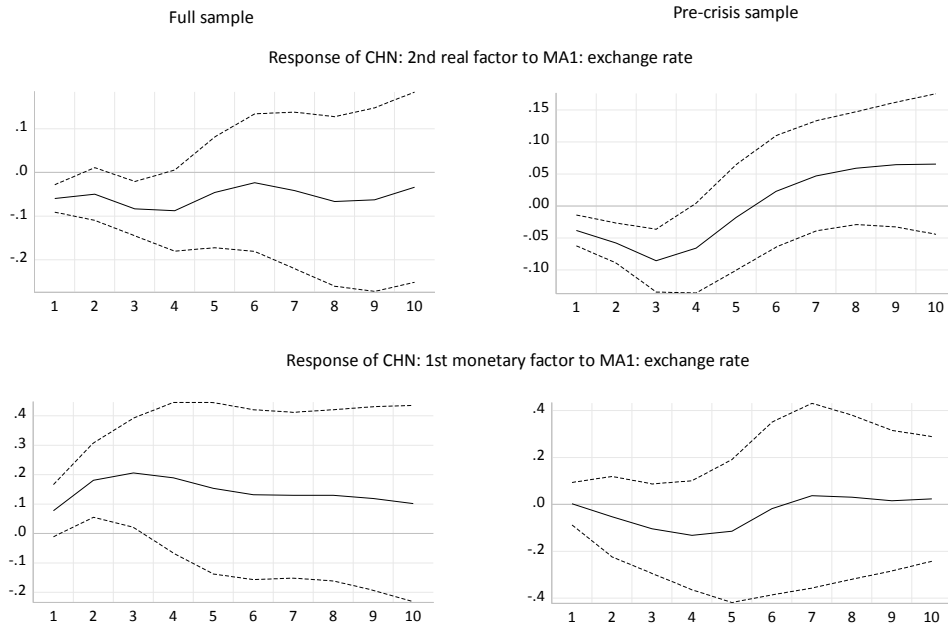 Full sample
Pre-crisis sample
Response of CHN: 2nd real factor to MA1: exchange rate
.1
.0
-.1
-.2
1 2 3 4 5 6 7 8 9 10
.15
.10
.05
.00
-.05
-.10
1 2 3 4 5 6 7 8 9 10
Response of CHN: 1st monetary factor to MA1: exchange rate
.4
.3
.2
.1
.0
-.1
-.2
1 2 3 4 5 6 7 8 9 10
.4
.2
.0
-.2
-.4
1 2 3 4 5 6 7 8 9 10